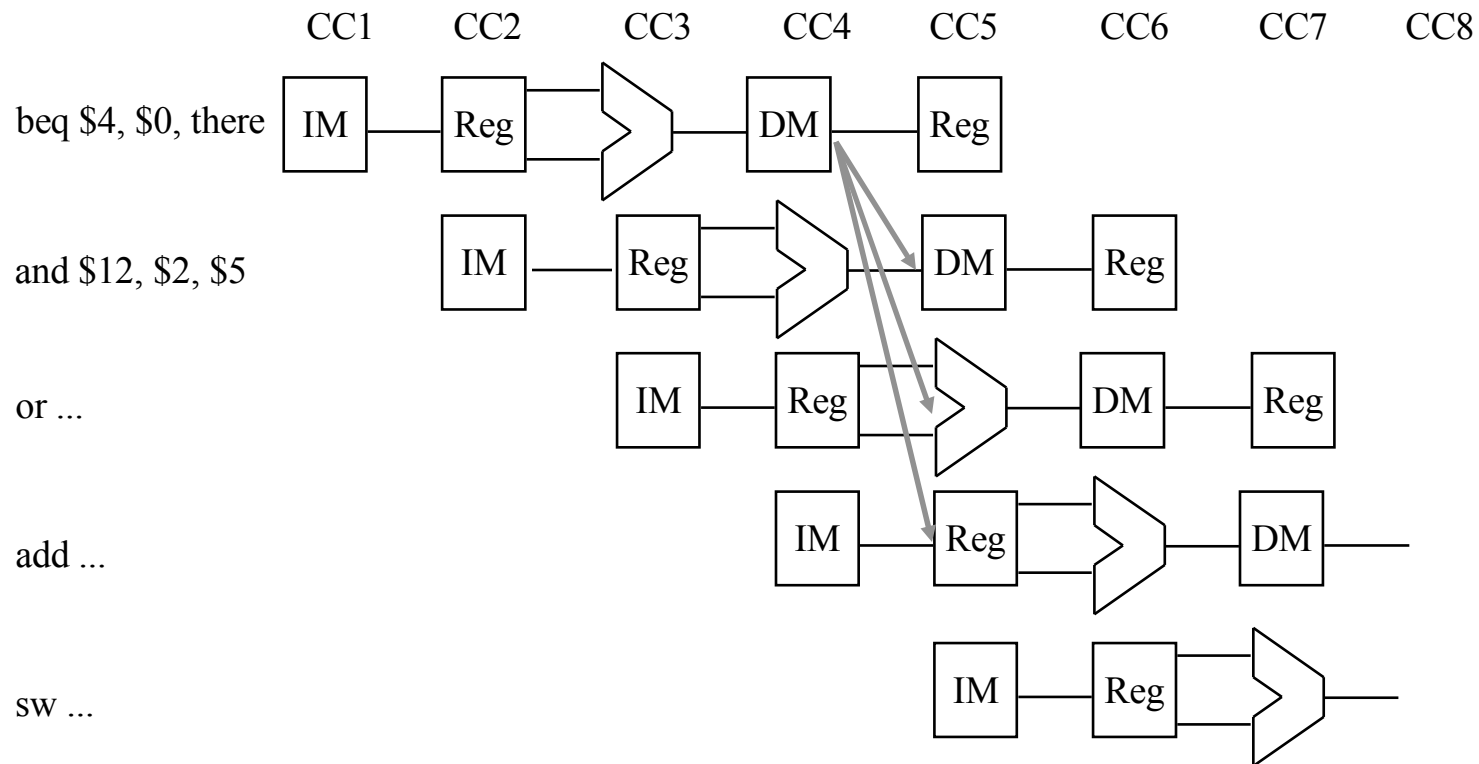 CC1 CC2 CC3 CC4 CC5 CC6 CC7 CC8
beq $4, $0, there IM Reg DM Reg
and $12, $2, $5 IM Reg DM Reg
or ... IM Reg DM Reg
add ... IM Reg DM
sw ... IM Reg